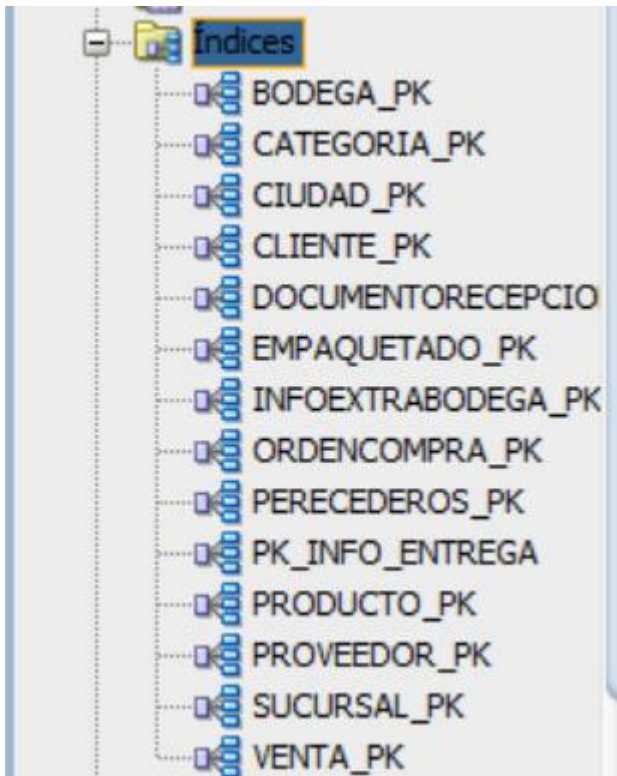 Índices
BODEGA_PK
CATEGORIA_PK
CIUDAD_PK
CLIENTE_PK
DOCUMENTORECEPCIO
EMPAQUETADO_PK
INFOEXTRABODEGA_PK
ORDENCOMPRA_PK
PERECEDEROS_PK
PK_INFO_ENTREGA
PRODUCTO_PK
PROVEEDOR_PK
SUCURSAL_PK
VENTA_PK